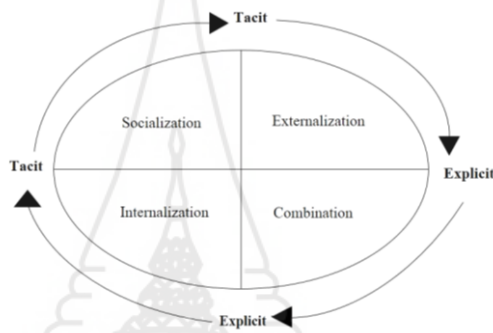 Tacit
Socialization Externalization
Tacit
Explicit
Internalization Combination
Explicit